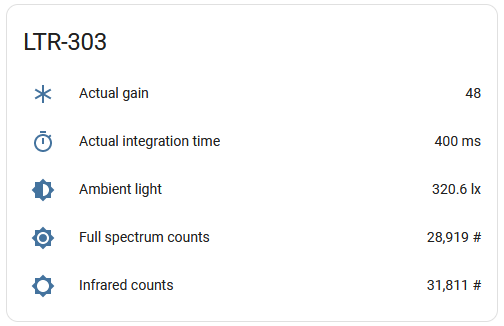 LTR-303
Actual gain 48
Actual integration time 400 ms
Ambient light 320.6 lx
Full spectrum counts 28,919 #
Infrared counts 31,811 #